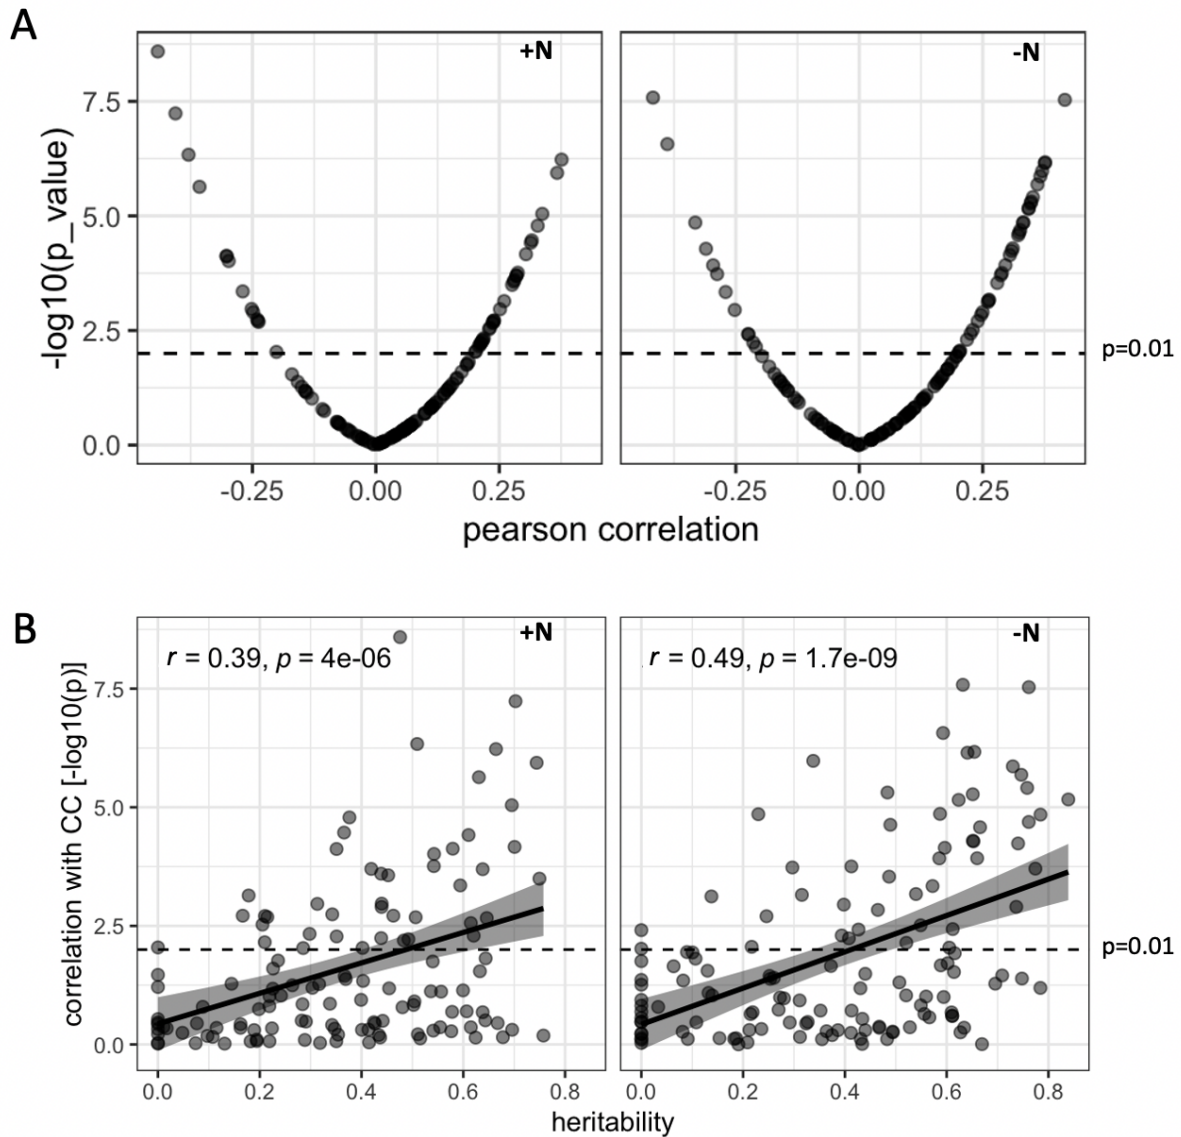 A
+N
-N
-log10(p_value)
7.5
5.0
2.5
0.0
p=0.01
-0.25
0.00
0.25
-0.25
0.00
0.25
pearson correlation
B
+N
-N
r = 0.39, p = 4e-06
r = 0.49, p = 1.7e-09
correlation with CC [-log10(p)]
7.5
5.0
2.5
0.0
p=0.01
0.0
0.2
0.4
0.6
0.8
0.0
0.2
0.4
0.6
0.8
heritability